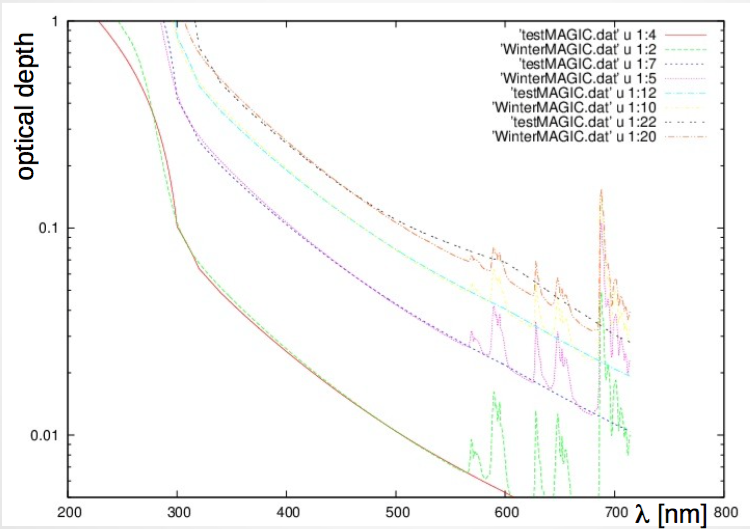 optical depth
1
0.1
0.01
'testMAGIC.dat' u 1:4
'WinterMAGIC.dat' u 1:2
'testMAGIC.dat' u 1:7
'WinterMAGIC.dat' u 1:5
'testMAGIC.dat' u 1:12
'WinterMAGIC.dat' u 1:10
'testMAGIC.dat' u 1:22
'WinterMAGIC.dat' u 1:20
200 300 400 500 600 700 800
λ [nm]